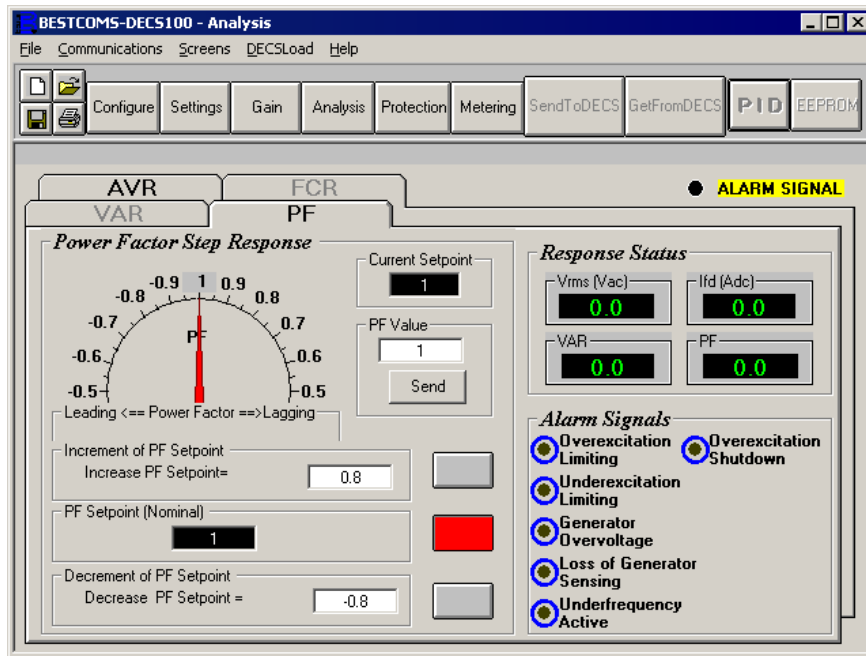 BESTCOMS-DECS100 - Analysis
File Communications Screens DECSLoad Help
Configure Settings Gain Analysis Protection Metering SendToDECS GetFromDECS PID EEPROM
AVR FCR
ALARM SIGNAL
VAR PF
Power Factor Step Response
-0.5 -0.6 -0.7 -0.8 -0.9 1 0.9 0.8 0.7 0.6 0.5
PF
Leading <== Power Factor ==>Lagging
Current Setpoint
1
PF Value
1
Send
Increment of PF Setpoint
Increase PF Setpoint= 0.8
PF Setpoint (Nominal)
1
Decrement of PF Setpoint
Decrease PF Setpoint = -0.8
Response Status
Vrms (Vac) Ifd (Adc)
0.0 0.0
VAR PF
0.0 0.0
Alarm Signals
Overexcitation Limiting
Overexcitation Shutdown
Underexcitation Limiting
Generator Overvoltage
Loss of Generator Sensing
Underfrequency Active